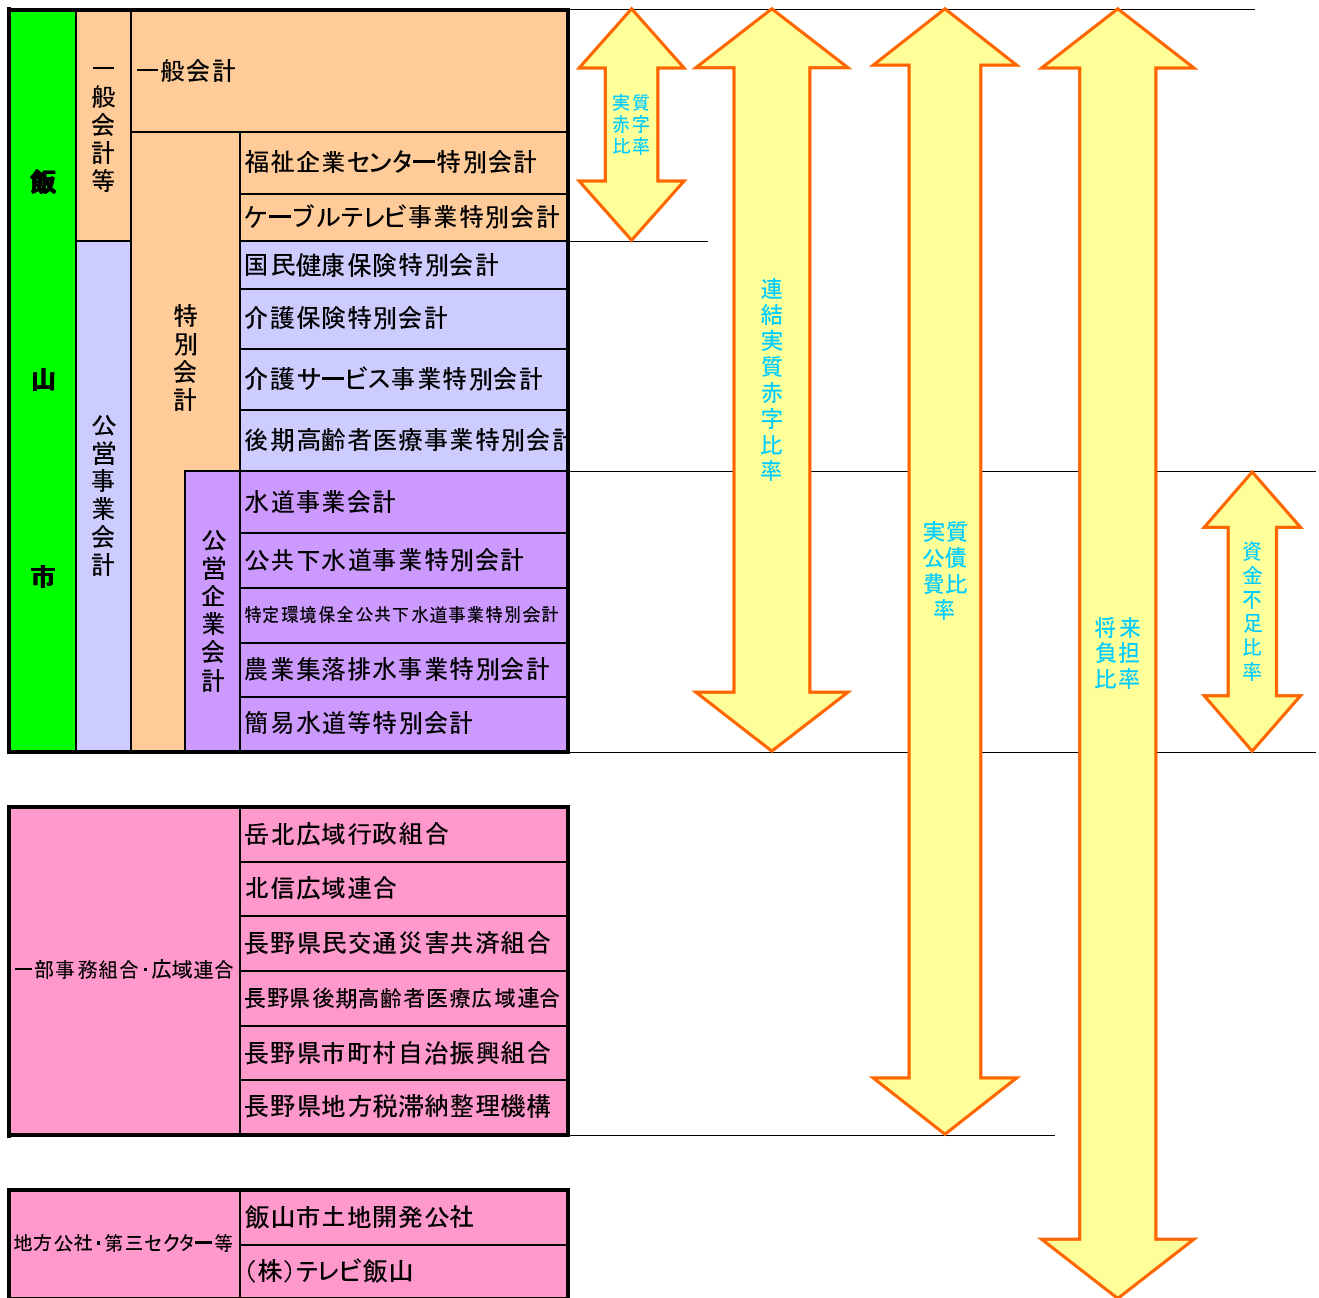 飯山市
一般会計等
一般会計
特別会計
福祉企業センター特別会計
ケーブルテレビ事業特別会計
公営事業会計
国民健康保険特別会計
介護保険特別会計
介護サービス事業特別会計
後期高齢者医療事業特別会計
公営企業会計
水道事業会計
公共下水道事業特別会計
特定環境保全公共下水道事業特別会計
農業集落排水事業特別会計
簡易水道等特別会計
一部事務組合・広域連合
岳北広域行政組合
北信広域連合
長野県民交通災害共済組合
長野県後期高齢者医療広域連合
長野県市町村自治振興組合
長野県地方税滞納整理機構
地方公社・第三セクター等
飯山市土地開発公社
（株）テレビ飯山
実質
赤字
比率
連結実質赤字比率
実質
公債
費比
率
将来
負担
比率
資金不足比率